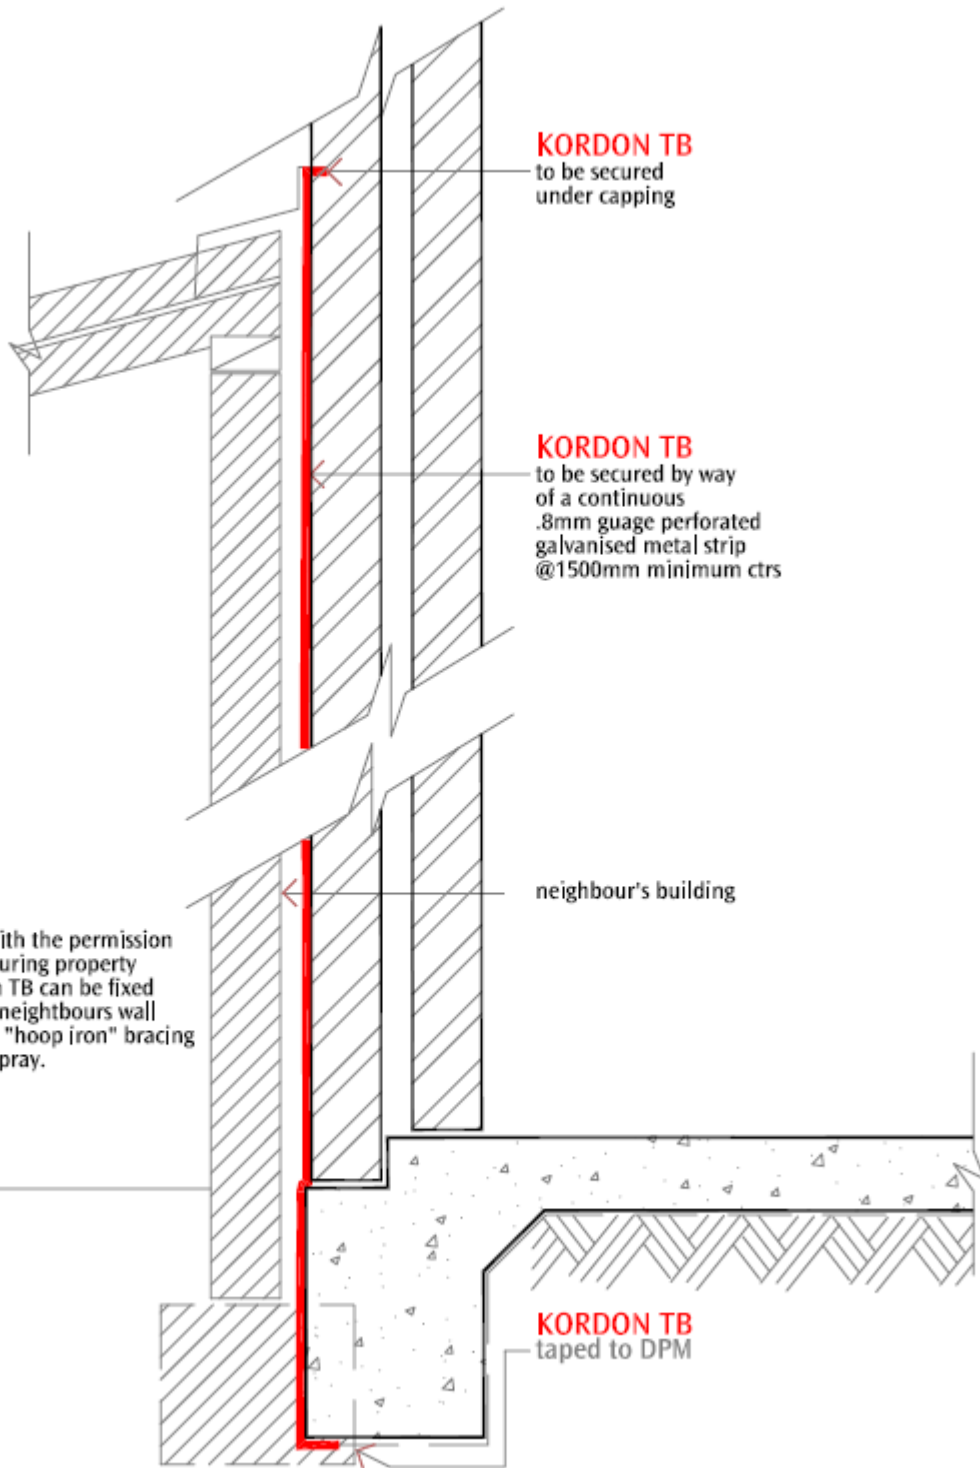 KORDON TB
to be secured
under capping
KORDON TB
to be secured by way
of a continuous
.8mm guage perforated
galvanised metal strip
@1500mm minimum ctrs
neighbour's building
ith the permission
uring property
TB can be fixed
neightbours wall
"hoop iron" bracing
pray.
KORDON TB
taped to DPM